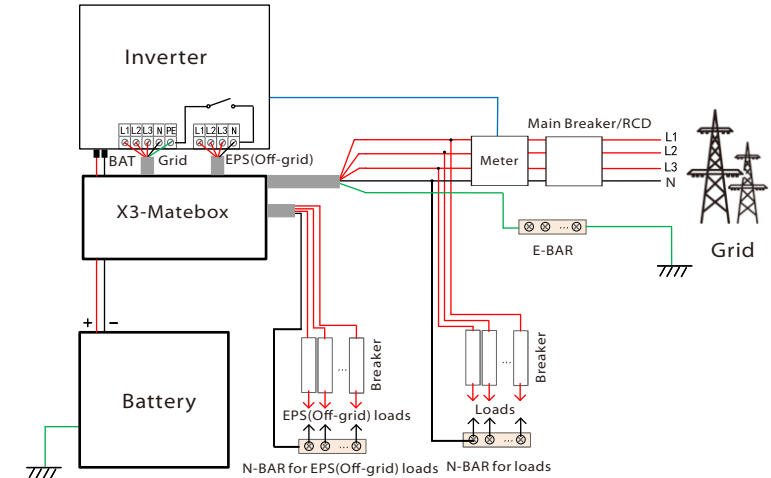 Inverter
L1 L2 L3 N PE
L1 L2 L3 N
BAT
Grid
EPS(Off-grid)
Main Breaker/RCD
L1
L2
L3
N
Meter
X3-Matebox
E-BAR
Grid
+ −
Battery
...
Breaker
...
Breaker
EPS(Off-grid) loads
Loads
...
...
...
N-BAR for EPS(Off-grid) loads
N-BAR for loads